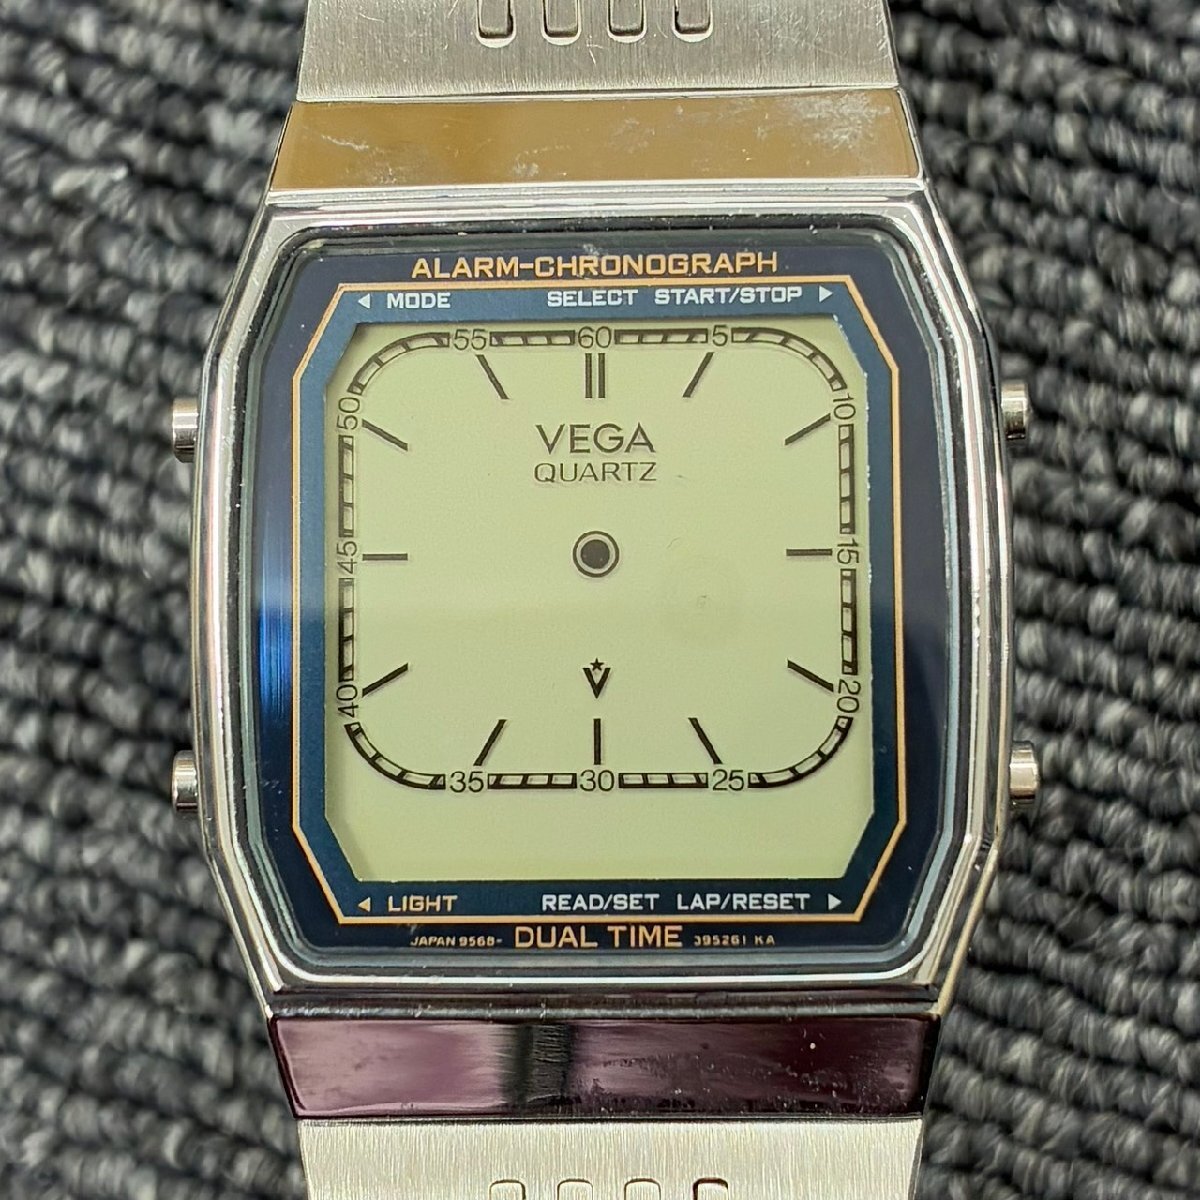 ALARM-CHRONOGRAPH
◄ MODE SELECT START/STOP ►
55 60 5
50 10
VEGA
QUARTZ
45 15
40 20
35 30 25
◄ LIGHT READ/SET LAP/RESET ►
JAPAN 9568- DUAL TIME 395261 KA